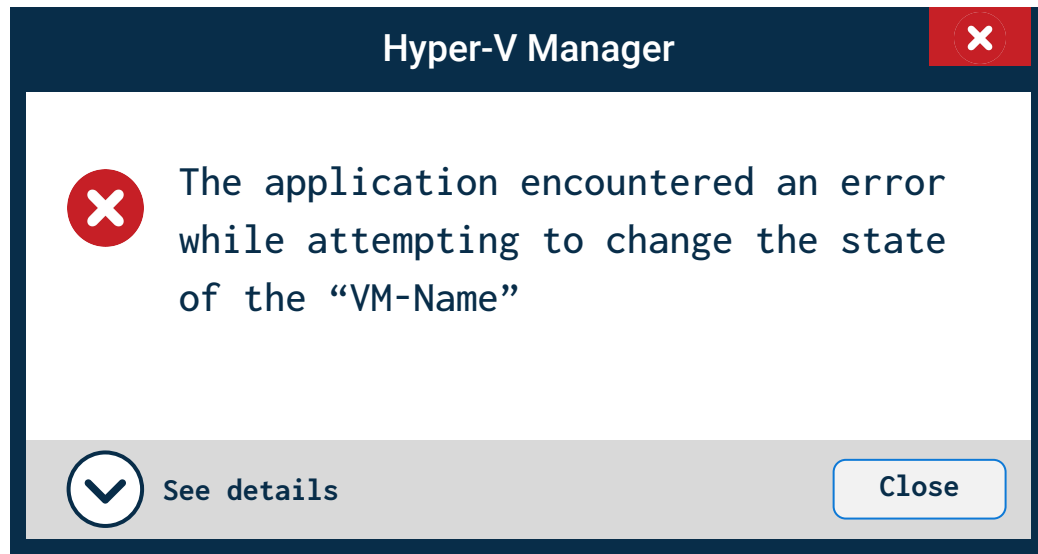 Hyper-V Manager
The application encountered an error
while attempting to change the state
of the “VM-Name”
See details
Close